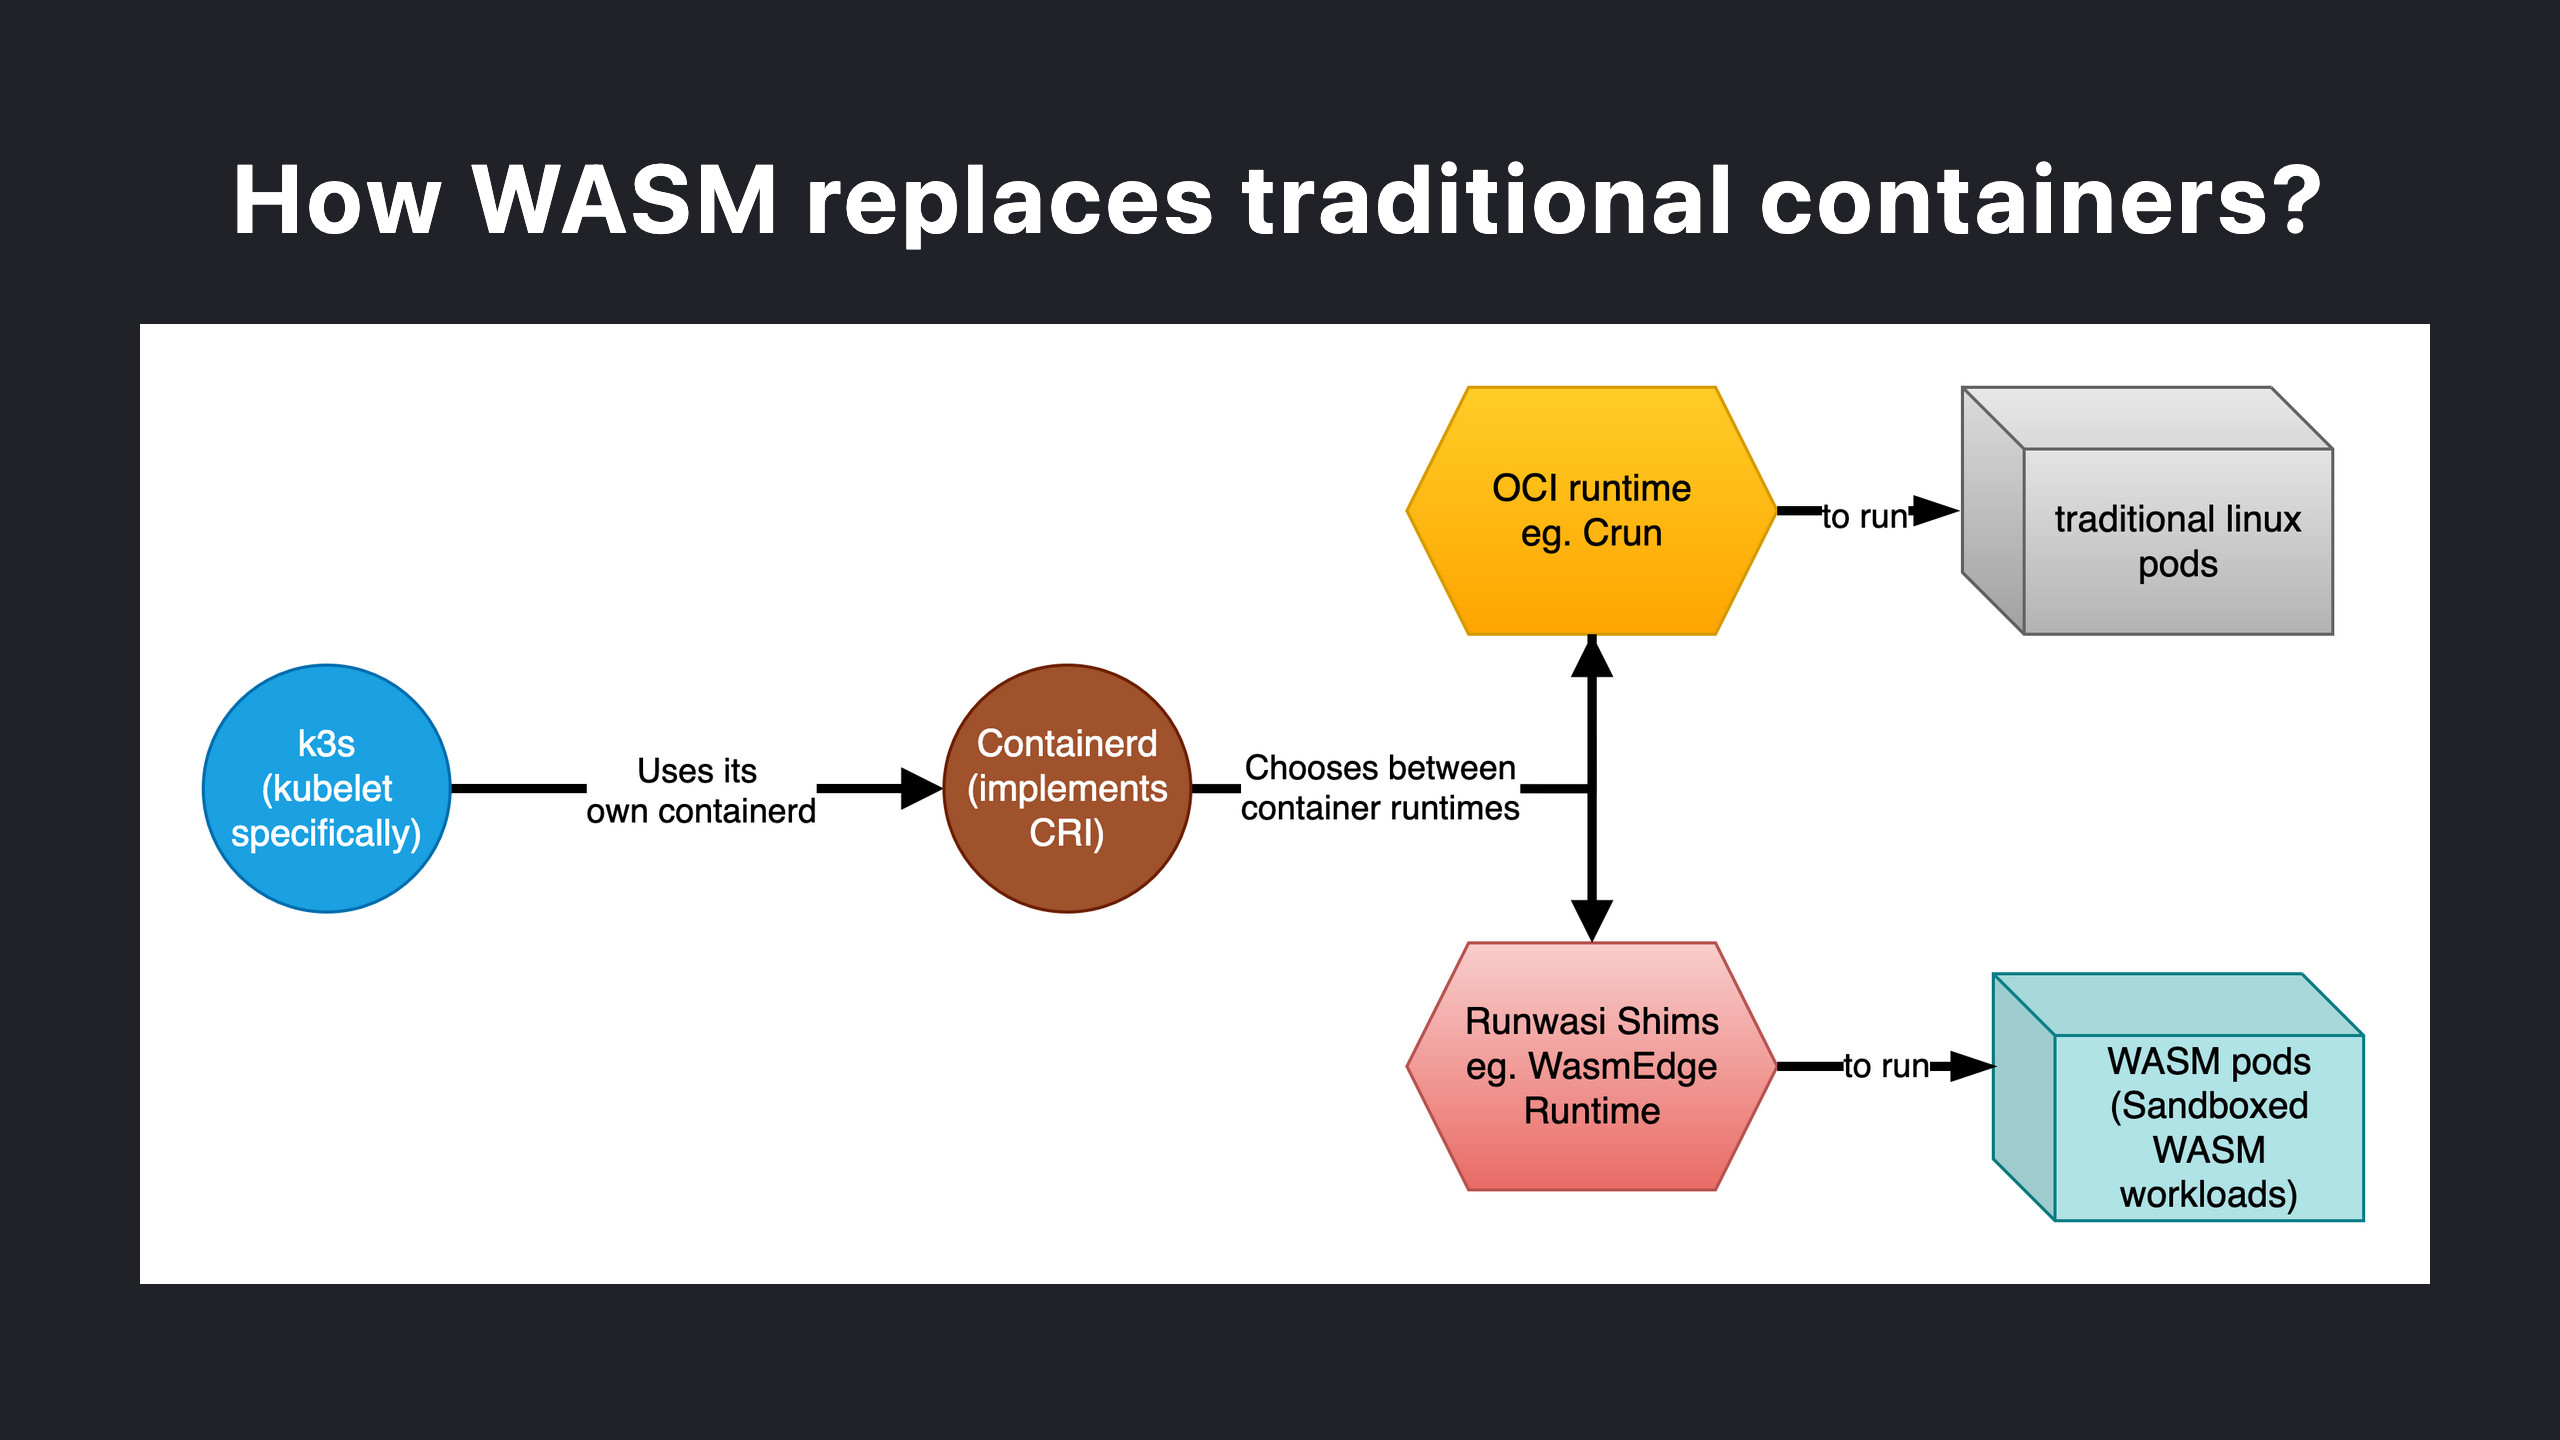 How WASM replaces traditional containers?
k3s
(kubelet
specifically)
Uses its
own containerd
Containerd
(implements
CRI)
Chooses between
container runtimes
OCI runtime
eg. Crun
to run
traditional linux
pods
Runwasi Shims
eg. WasmEdge
Runtime
to run
WASM pods
(Sandboxed
WASM
workloads)